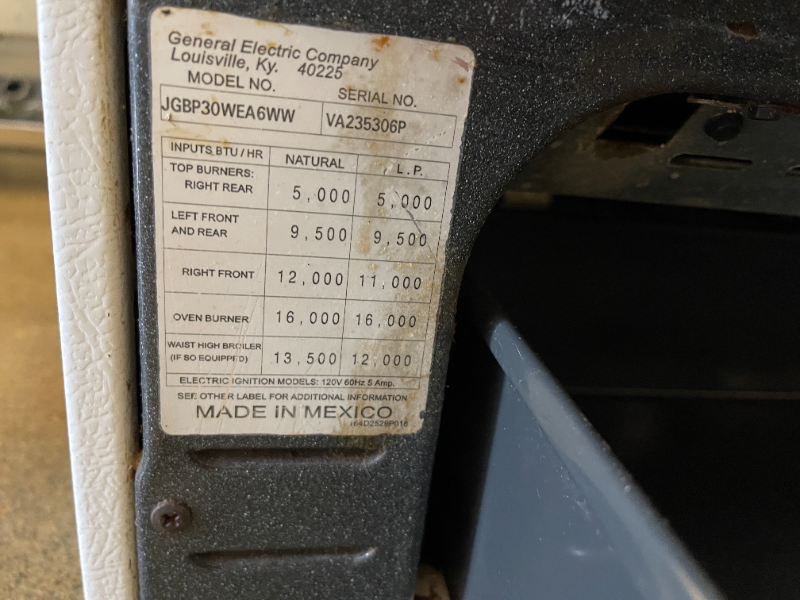 General Electric Company
Louisville, Ky. 40225
MODEL NO. SERIAL NO.
JGBP30WEA6WW VA235306P
INPUTS BTU / HR NATURAL L.P.
TOP BURNERS:
RIGHT REAR 5,000 5,000
LEFT FRONT
AND REAR 9,500 9,500
RIGHT FRONT 12,000 11,000
OVEN BURNER 16,000 16,000
WAIST HIGH BROILER
(IF SO EQUIPPED) 13,500 12,000
ELECTRIC IGNITION MODELS: 120V 60Hz 5 Amp.
SEE OTHER LABEL FOR ADDITIONAL INFORMATION
MADE IN MEXICO